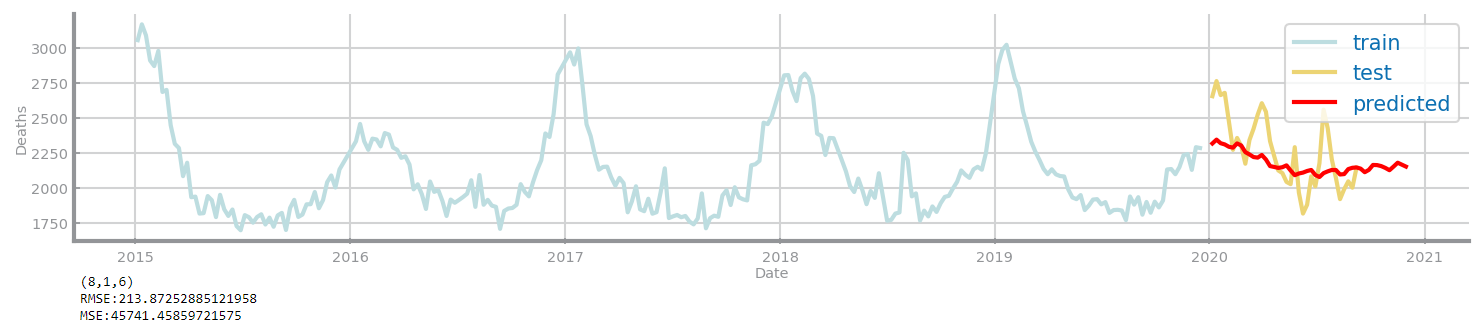 3000
2750
2500
2250
2000
1750
Deaths
train
test
predicted
2015 2016 2017 2018 2019 2020 2021
Date
(8,1,6)
RMSE:213.87252885121958
MSE:45741.45859721575